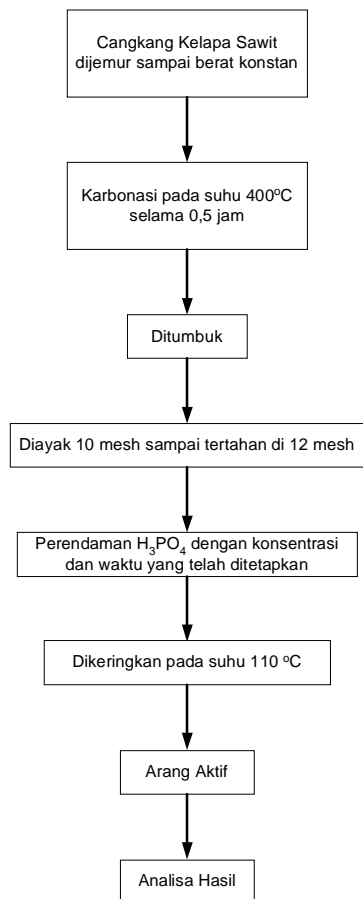 Cangkang Kelapa Sawit
dijemur sampai berat konstan
Karbonasi pada suhu 400°C
selama 0,5 jam
Ditumbuk
Diayak 10 mesh sampai tertahan di 12 mesh
Perendaman H₃PO₄ dengan konsentrasi
dan waktu yang telah ditetapkan
Dikeringkan pada suhu 110 °C
Arang Aktif
Analisa Hasil